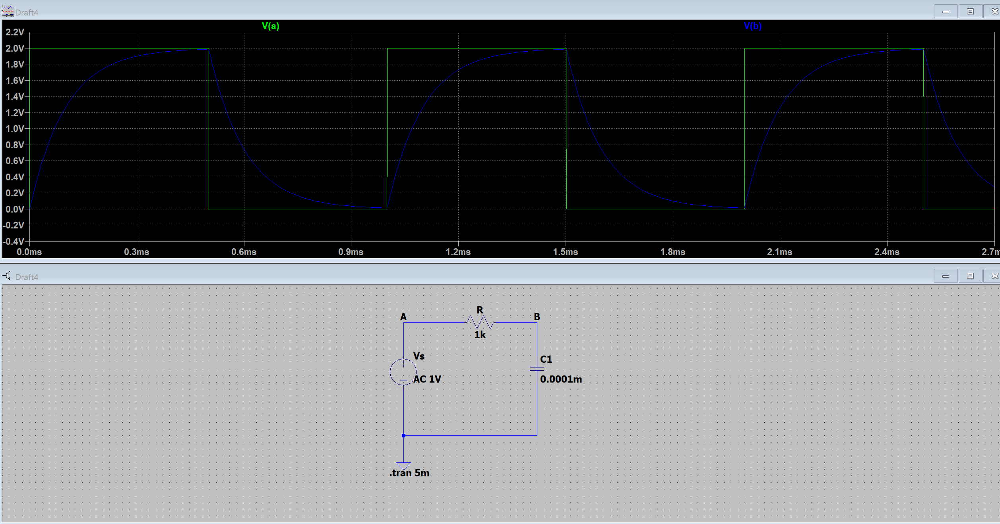 Draft4
V(a) V(b)
2.2V
2.0V
1.8V
1.6V
1.4V
1.2V
1.0V
0.8V
0.6V
0.4V
0.2V
0.0V
-0.2V
-0.4V
0.0ms 0.3ms 0.6ms 0.9ms 1.2ms 1.5ms 1.8ms 2.1ms 2.4ms 2.7m
Draft4
R
A B
1k
Vs
C1
AC 1V
0.0001m
.tran 5m